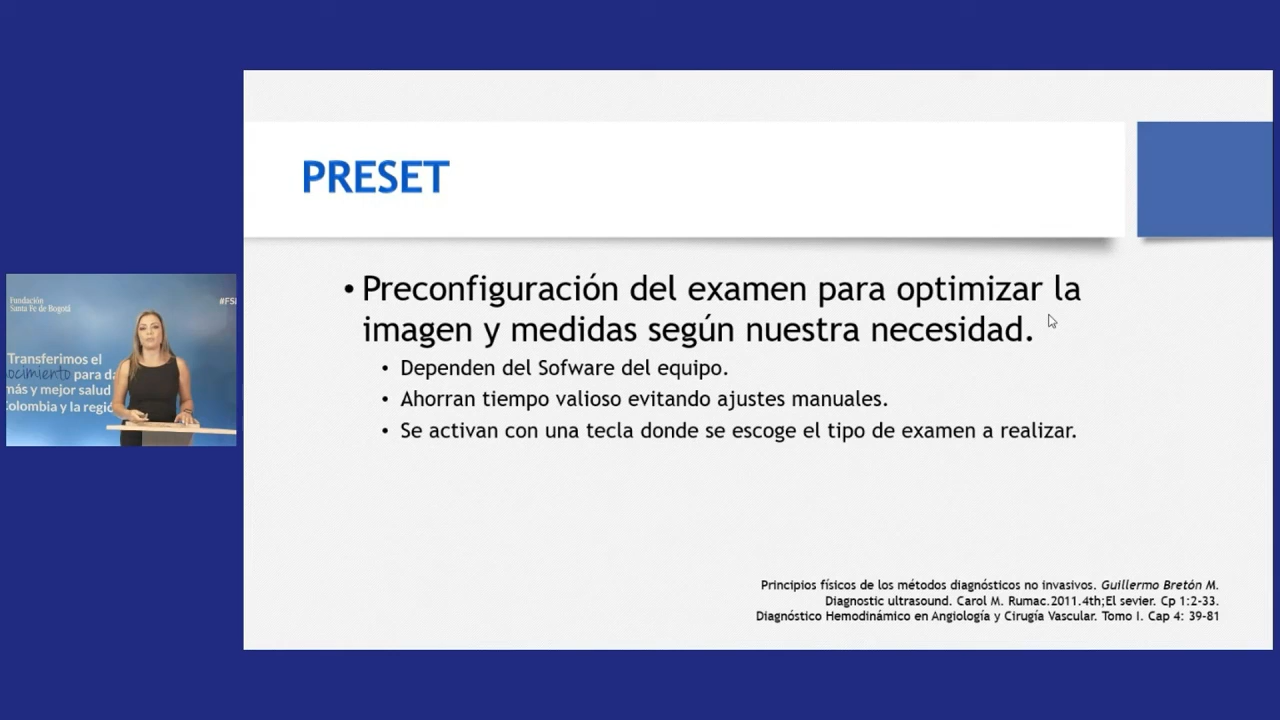 PRESET
• Preconfiguración del examen para optimizar la
imagen y medidas según nuestra necesidad.
• Dependen del Sofware del equipo.
• Ahorran tiempo valioso evitando ajustes manuales.
• Se activan con una tecla donde se escoge el tipo de examen a realizar.
Principios físicos de los métodos diagnósticos no invasivos. Guillermo Bretón M.
Diagnostic ultrasound. Carol M. Rumac.2011.4th;El sevier. Cp 1:2-33.
Diagnóstico Hemodinámico en Angiología y Cirugía Vascular. Tomo I. Cap 4: 39-81
Fundación
Santa Fe de Bogotá
Transferimos el
para
más y mejor salud
Colombia y la